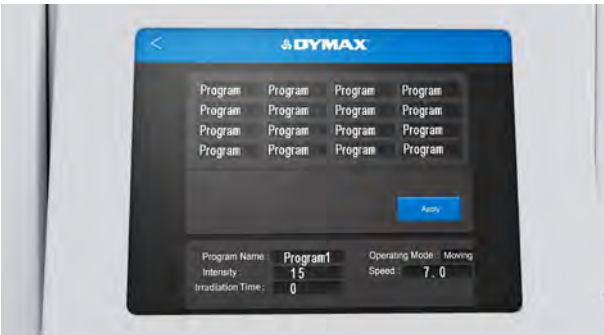 < DYMAX
Program Program Program Program
Program Program Program Program
Program Program Program Program
Program Program Program Program
Apply
Program Name : Program1 Operating Mode : Moving
Intensity : 15 Speed : 7.0
Irradiation Time : 0